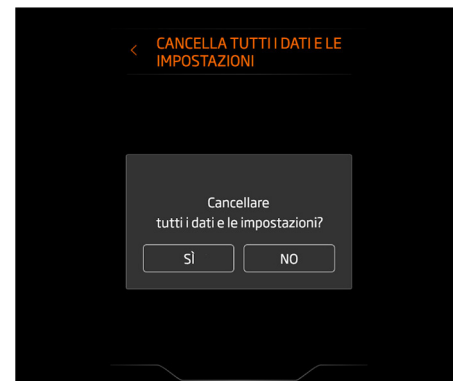 CANCELLA TUTTI I DATI E LE
IMPOSTAZIONI
Cancellare
tutti i dati e le impostazioni?
SÌ
NO